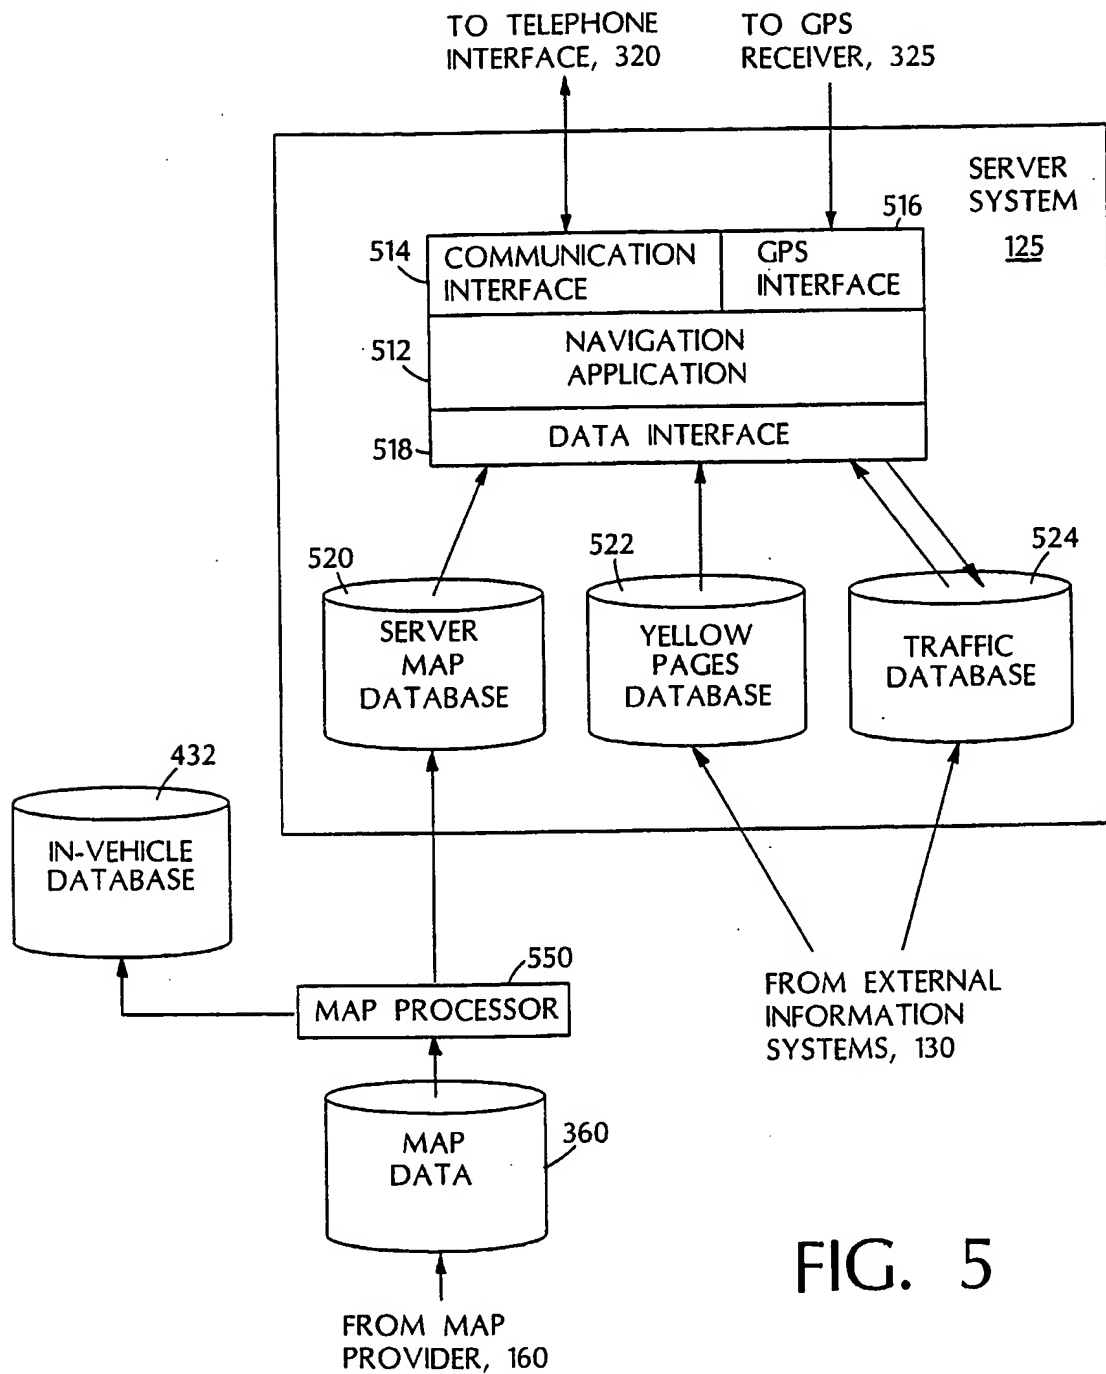 TO TELEPHONE
INTERFACE, 320
TO GPS
RECEIVER, 325
SERVER
SYSTEM
125
516
514
COMMUNICATION
INTERFACE
GPS
INTERFACE
512
NAVIGATION
APPLICATION
518
DATA INTERFACE
520
SERVER
MAP
DATABASE
522
YELLOW
PAGES
DATABASE
524
TRAFFIC
DATABASE
432
IN-VEHICLE
DATABASE
550
MAP PROCESSOR
FROM EXTERNAL
INFORMATION
SYSTEMS, 130
MAP
DATA
360
FROM MAP
PROVIDER, 160
FIG. 5